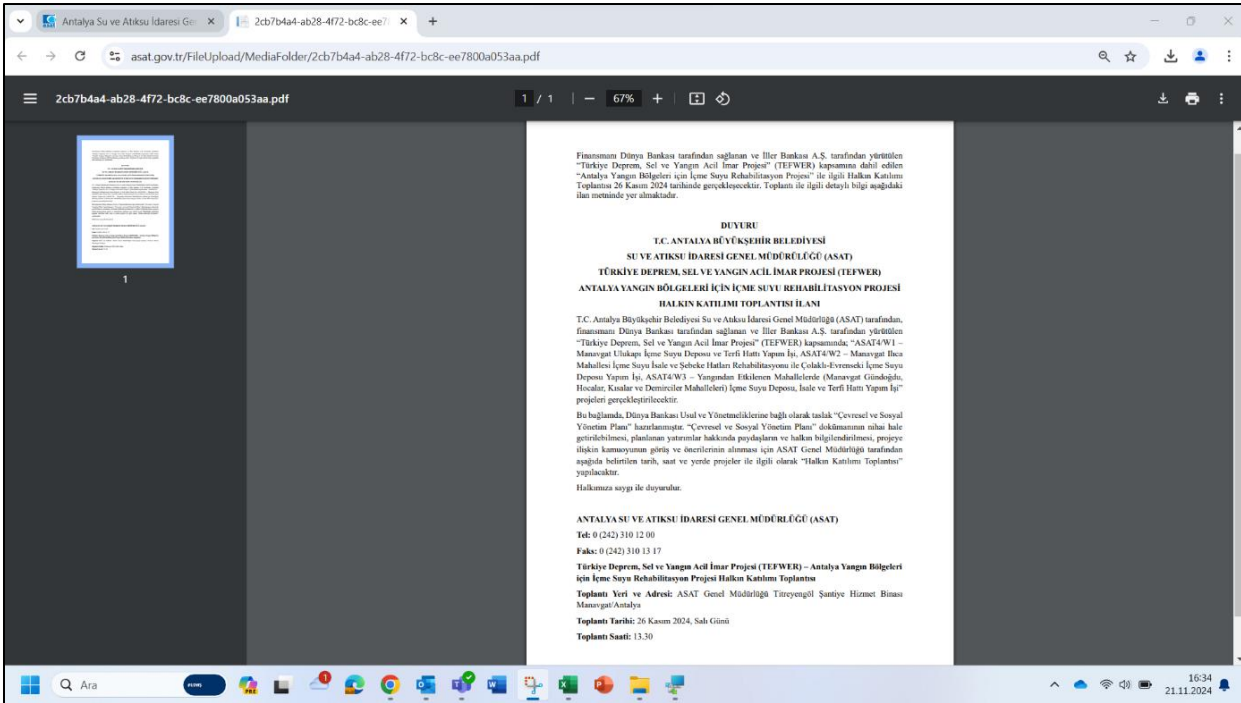 Antalya Su ve Atıksu İdaresi Ge
2cb7b4a4-ab28-4f72-bc8c-ee7
asat.gov.tr/FileUpload/MediaFolder/2cb7b4a4-ab28-4f72-bc8c-ee7800a053aa.pdf
2cb7b4a4-ab28-4f72-bc8c-ee7800a053aa.pdf
1 / 1
67%
1
Finansmanı Dünya Bankası tarafından sağlanan ve İller Bankası A.Ş. tarafından yürütülen
“Türkiye Deprem, Sel ve Yangın Acil İmar Projesi” (TEFWER) kapsamına dahil edilen
“Antalya Yangın Bölgeleri için İçme Suyu Rehabilitasyon Projesi” ile ilgili Halkın Katılımı
Toplantısı 26 Kasım 2024 tarihinde gerçekleşecektir. Toplantı ile ilgili detaylı bilgi aşağıdaki
ilan metninde yer almaktadır.
DUYURU
T.C. ANTALYA BÜYÜKŞEHİR BELEDİYESİ
SU VE ATIKSU İDARESİ GENEL MÜDÜRÜLÜĞÜ (ASAT)
TÜRKİYE DEPREM, SEL VE YANGIN ACİL İMAR PROJESİ (TEFWER)
ANTALYA YANGIN BÖLGELERİ İÇİN İÇME SUYU REHABİLİTASYON PROJESİ
HALKIN KATILIMI TOPLANTISI İLANI
T.C. Antalya Büyükşehir Belediyesi Su ve Atıksu İdaresi Genel Müdürlüğü (ASAT) tarafından,
finansmanı Dünya Bankası tarafından sağlanan ve İller Bankası A.Ş. tarafından yürütülen
“Türkiye Deprem, Sel ve Yangın Acil İmar Projesi” (TEFWER) kapsamında; “ASAT4/W1 –
Manavgat Ulukapı İçme Suyu Deposu ve Terfi Hattı Yapım İşi, ASAT4/W2 – Manavgat Ilıca
Mahallesi İçme Suyu İsale ve Şebeke Hatları Rehabilitasyonu ile Çolaklı-Evrenseki İçme Suyu
Deposu Yapım İşi, ASAT4/W3 – Yangından Etkilenen Mahallelerde (Manavgat Gündoğdu,
Hocalar, Kısalar ve Demirciler Mahalleleri) İçme Suyu Deposu, İsale ve Terfi Hattı Yapım İşi”
projeleri gerçekleştirilecektir.
Bu bağlamda, Dünya Bankası Usul ve Yönetmeliklerine bağlı olarak taslak “Çevresel ve Sosyal
Yönetim Planı” hazırlanmıştır. “Çevresel ve Sosyal Yönetim Planı” dokümanının nihai hale
getirilebilmesi, planlanan yatırımlar hakkında paydaşların ve halkın bilgilendirilmesi, projeye
ilişkin kamuoyunun görüş ve önerilerinin alınması için ASAT Genel Müdürlüğü tarafından
aşağıda belirtilen tarih, saat ve yerde projeler ile ilgili olarak “Halkın Katılımı Toplantısı”
yapılacaktır.
Halkımıza saygı ile duyurulur.
ANTALYA SU VE ATIKSU İDARESİ GENEL MÜDÜRLÜĞÜ (ASAT)
Tel: 0 (242) 310 12 00
Faks: 0 (242) 310 13 17
Türkiye Deprem, Sel ve Yangın Acil İmar Projesi (TEFWER) – Antalya Yangın Bölgeleri
için İçme Suyu Rehabilitasyon Projesi Halkın Katılımı Toplantısı
Toplantı Yeri ve Adresi: ASAT Genel Müdürlüğü Titreyengöl Şantiye Hizmet Binası
Manavgat/Antalya
Toplantı Tarihi: 26 Kasım 2024, Salı Günü
Toplantı Saati: 13.30
Ara
16:34
21.11.2024